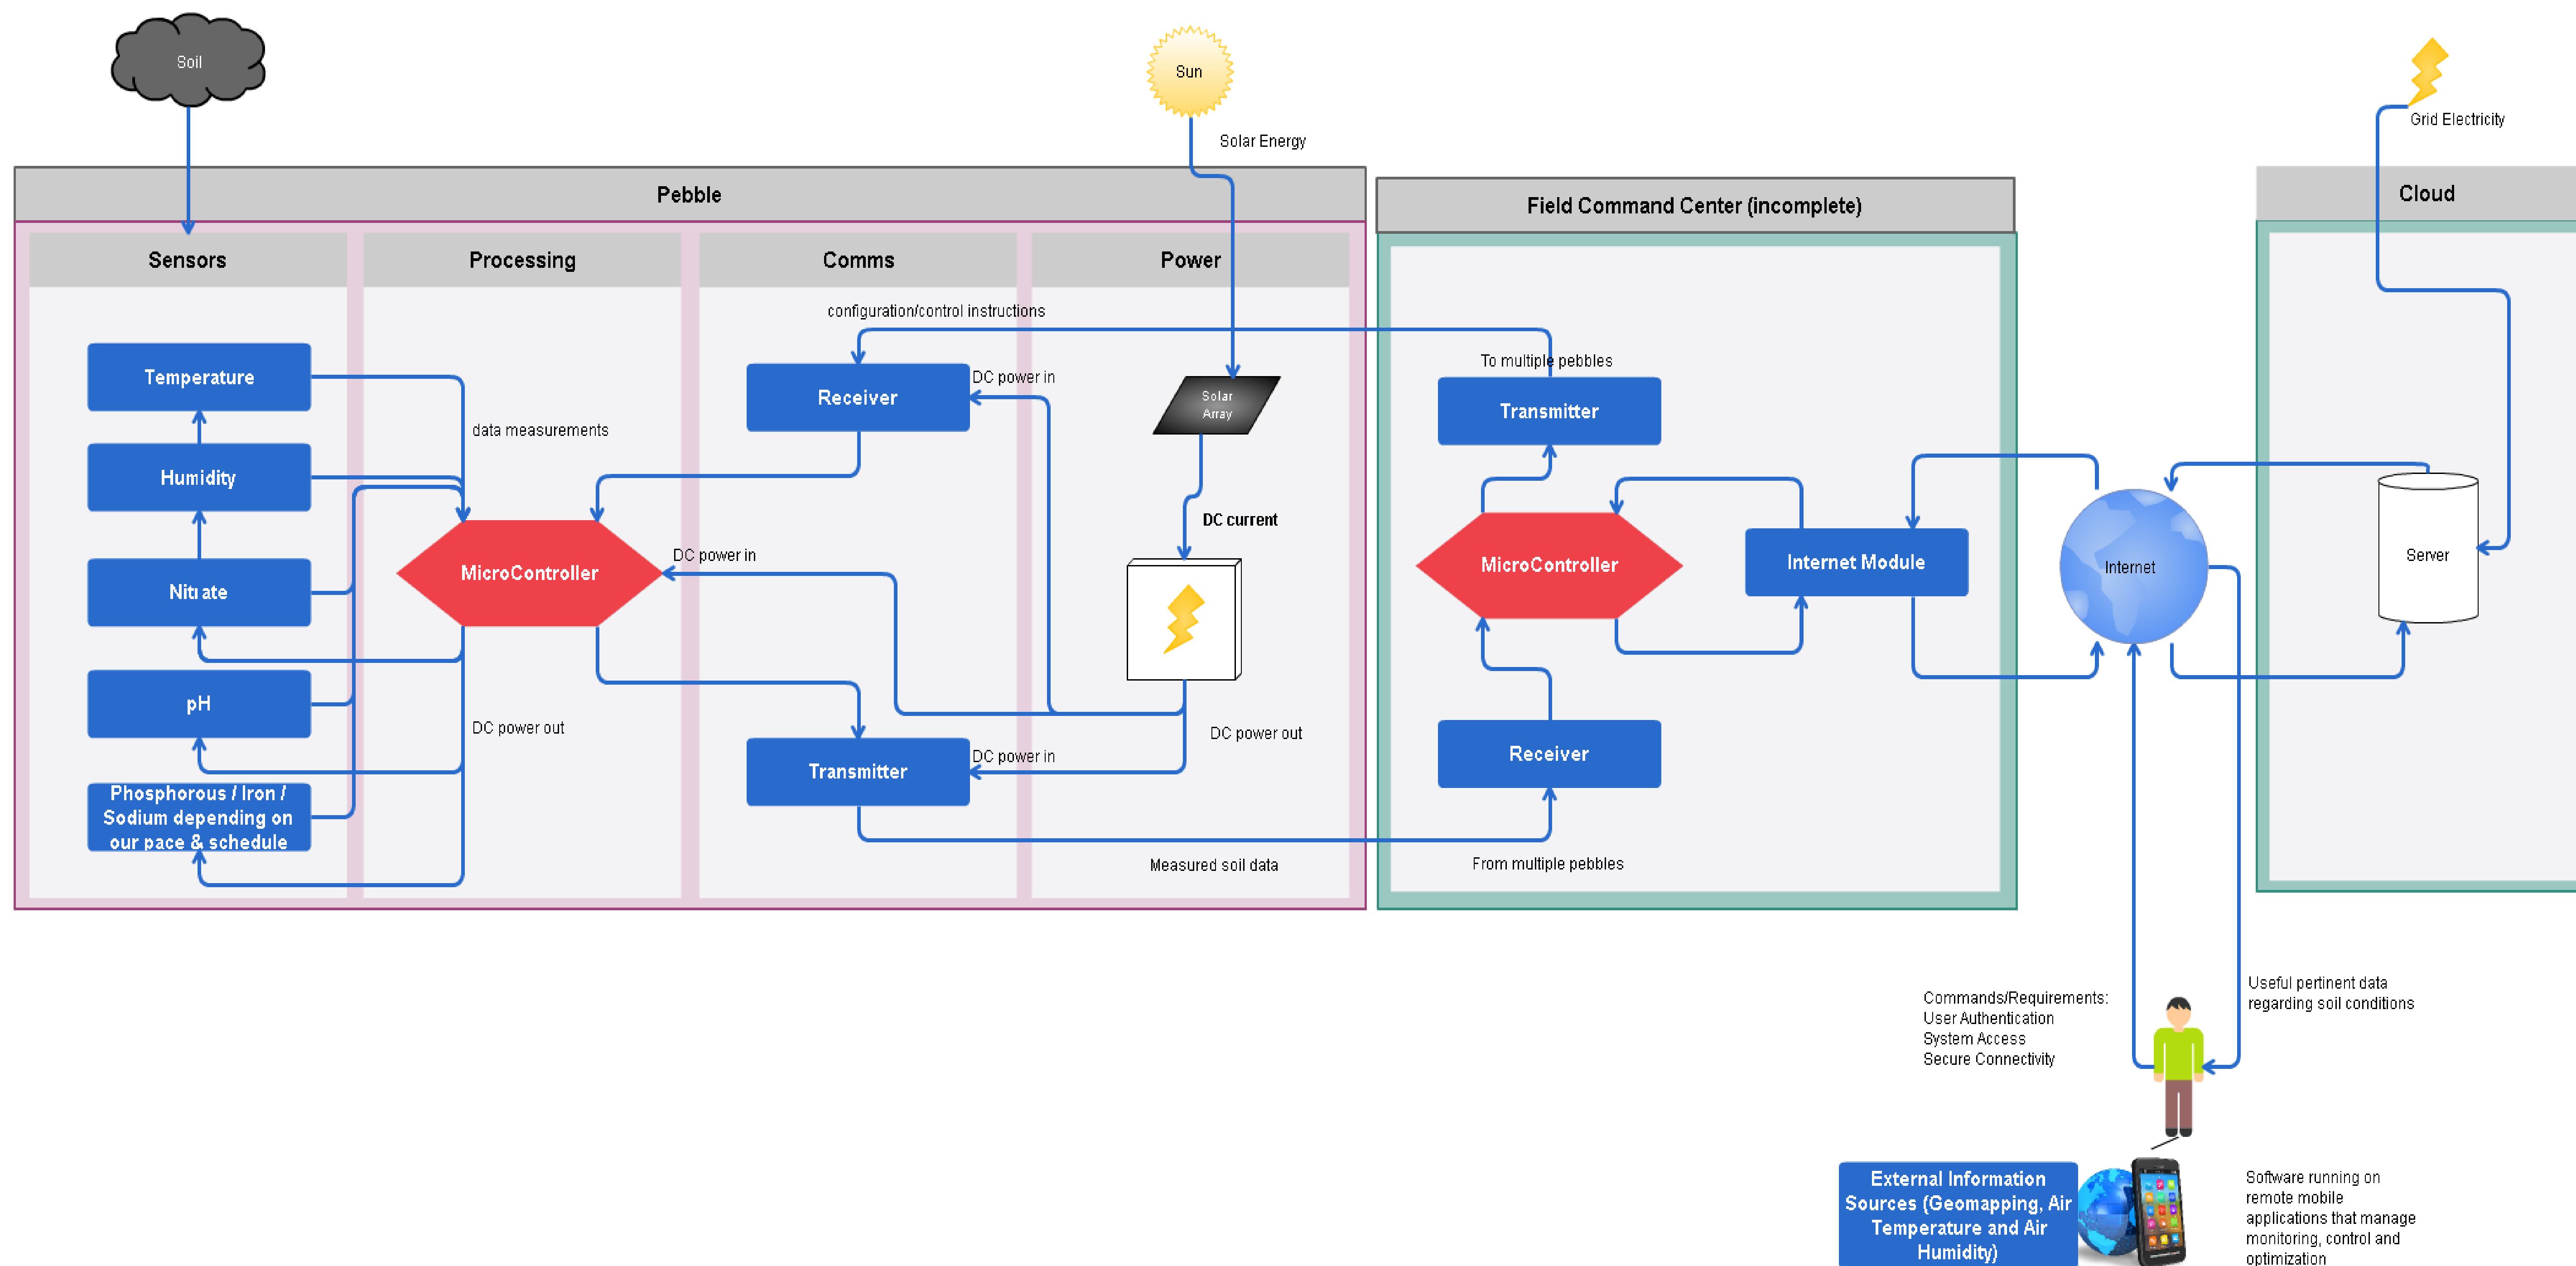 Soil
Sun
Solar Energy
Grid Electricity
Pebble
Field Command Center (incomplete)
Cloud
Sensors
Processing
Comms
Power
configuration/control instructions
To multiple pebbles
Temperature
DC power in
Receiver
Solar
Array
Transmitter
data measurements
Humidity
DC current
DC power in
MicroController
MicroController
Internet Module
Internet
Server
Nitrate
pH
DC power out
DC power out
DC power in
Transmitter
Receiver
Phosphorous / Iron /
Sodium depending on
our pace & schedule
Measured soil data
From multiple pebbles
Commands/Requirements:
User Authentication
System Access
Secure Connectivity
Useful pertinent data
regarding soil conditions
External Information
Sources (Geomapping, Air
Temperature and Air
Humidity)
Software running on
remote mobile
applications that manage
monitoring, control and
optimization